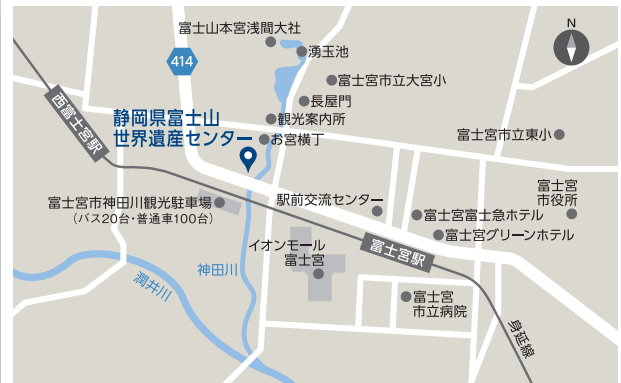 富士山本宮浅間大社
N
湧玉池
414
富士宮市立大宮小
長屋門
西富士宮駅
静岡県富士山
世界遺産センター
観光案内所
お宮横丁
富士宮市立東小
富士宮市神田川観光駐車場
（バス20台・普通車100台）
駅前交流センター
富士宮
市役所
富士宮富士急ホテル
富士宮グリーンホテル
イオンモール
富士宮
富士宮駅
神田川
潤井川
富士宮
市立病院
身延線